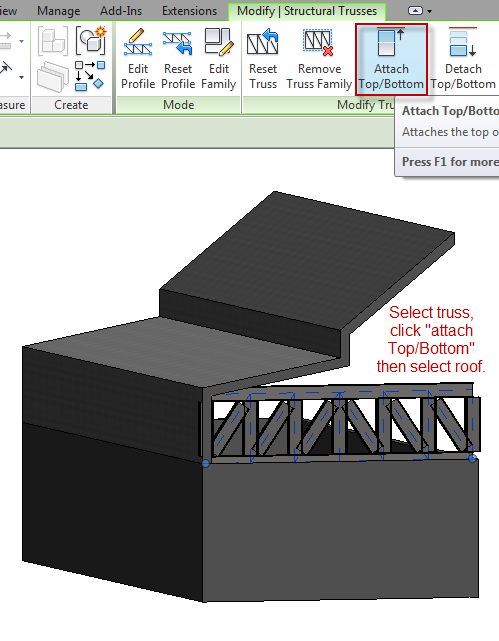 ew Manage Add-Ins Extensions Modify | Structural Trusses
Edit Profile Reset Profile Edit Family Reset Truss Remove Truss Family Attach Top/Bottom Detach Top/Bottom
asure Create Mode Modify Tru
Attach Top/Botto
Attaches the top o
Press F1 for more
Select truss,
click "attach
Top/Bottom"
then select roof.